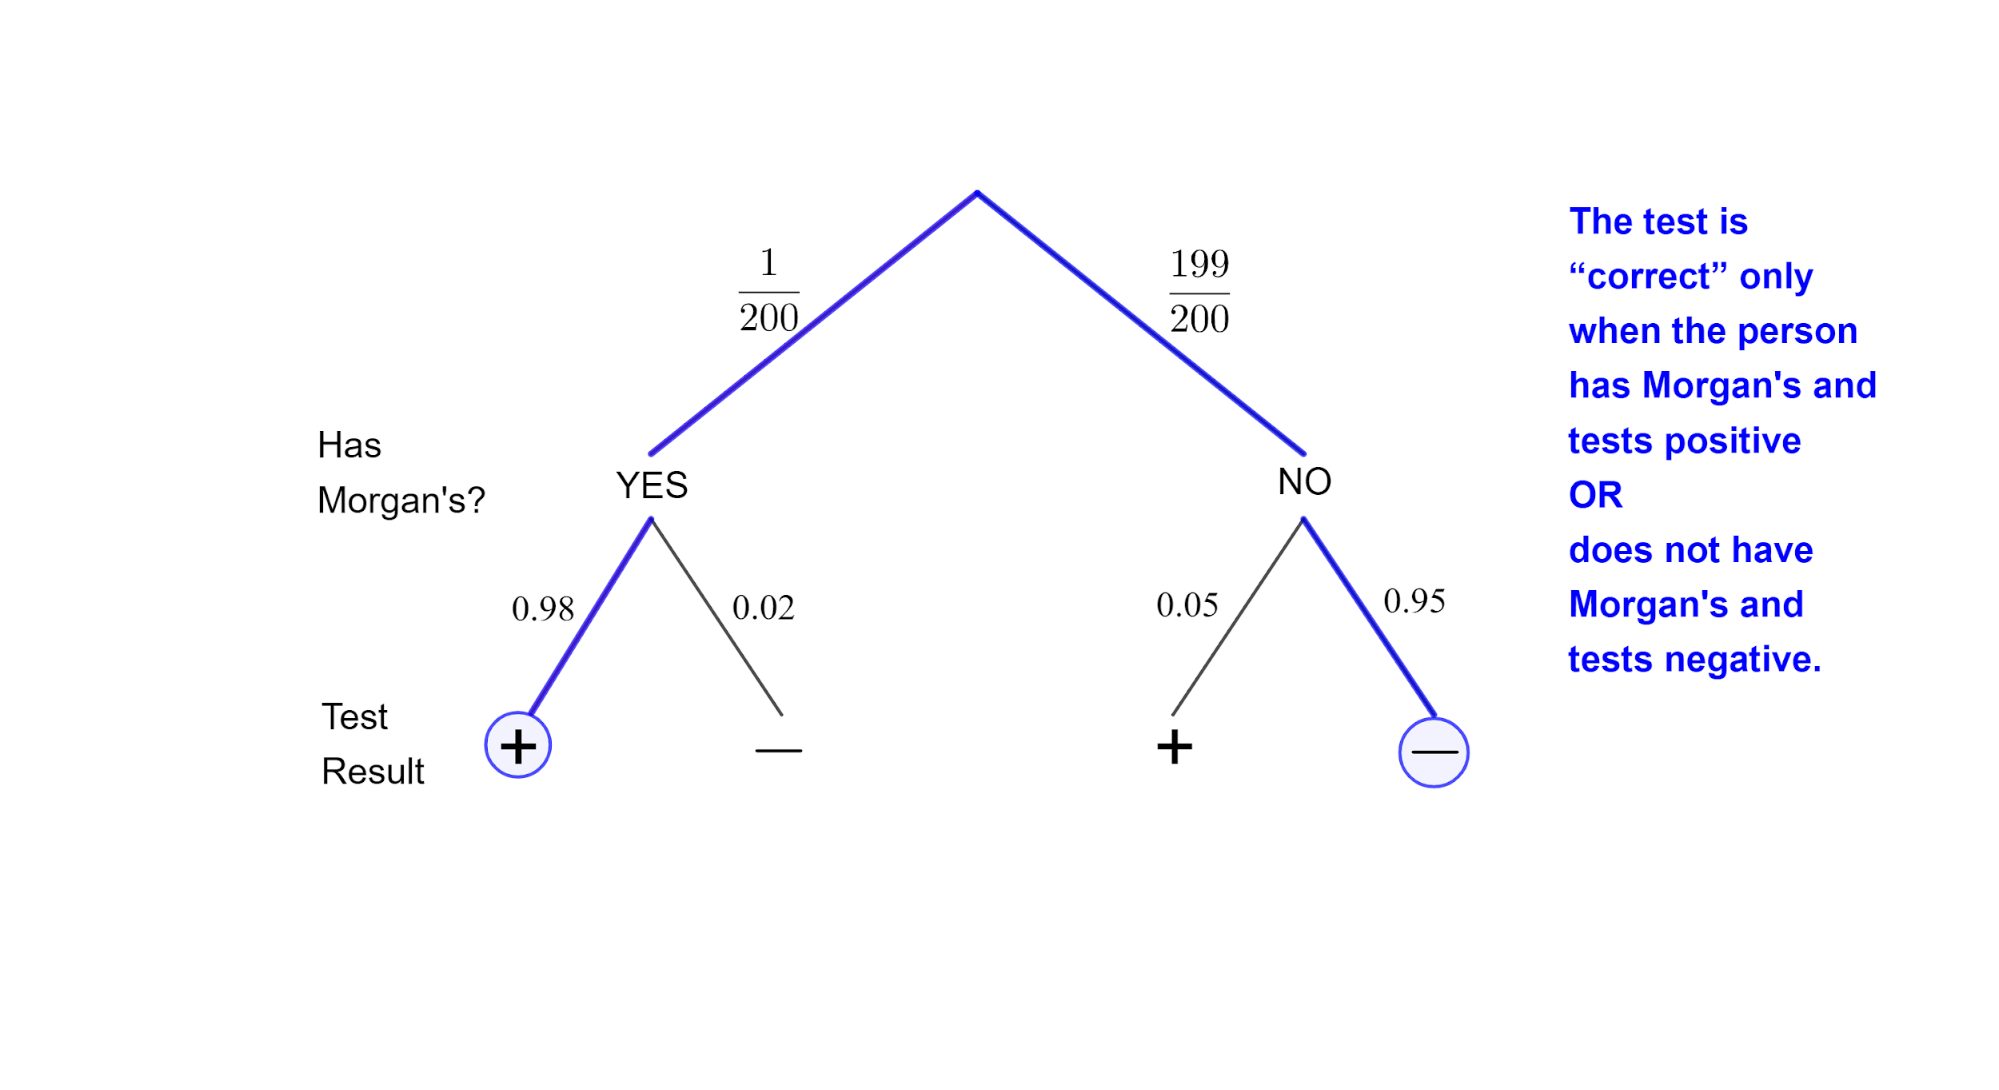 The test is
“correct” only
when the person
has Morgan's and
tests positive
OR
does not have
Morgan's and
tests negative.
1
200
199
200
Has
Morgan's?
YES
NO
0.98
0.02
0.05
0.95
Test
Result
+
—
+
—